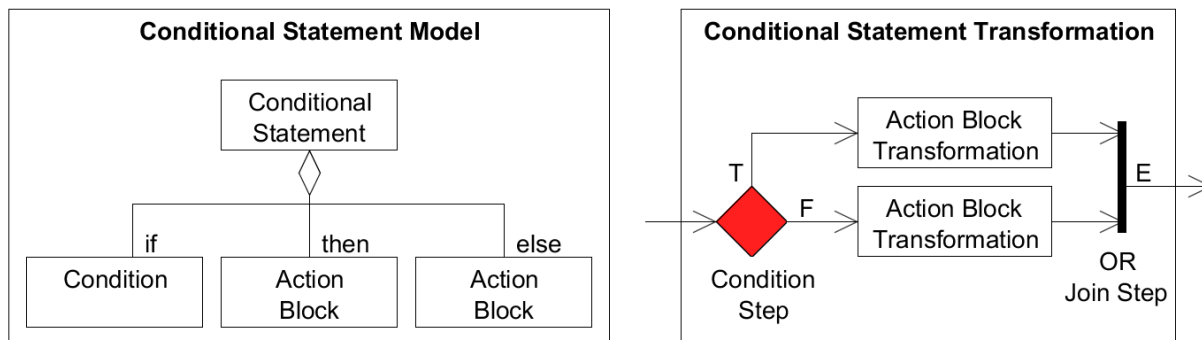 Conditional Statement Model
Conditional
Statement
if
then
else
Condition
Action
Block
Action
Block
Conditional Statement Transformation
Action Block
Transformation
T
E
F
Action Block
Transformation
Condition
Step
OR
Join Step